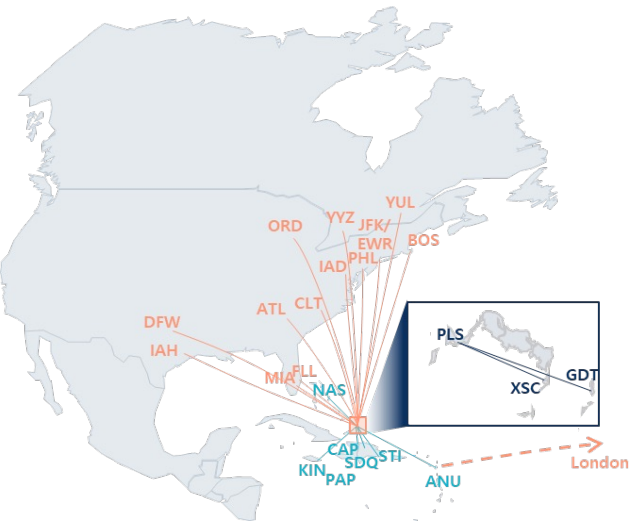 YUL
YYZ
JFK/
ORD
EWR
BOS
PHL
IAD
CLT
ATL
DFW
PLS
IAH
FLL
MIA
GDT
XSC
NAS
CAP
STI
SDQ
London
KIN
PAP
ANU